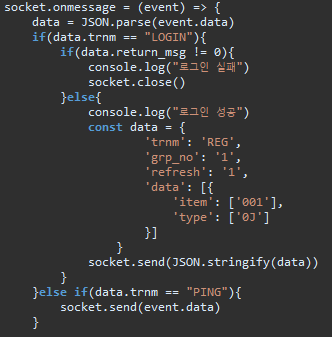 socket.onmessage = (event) => {
    data = JSON.parse(event.data)
    if(data.trnm == "LOGIN"){
        if(data.return_msg != 0){
            console.log("로그인 실패")
            socket.close()
        }else{
            console.log("로그인 성공")
            const data = {
                    'trnm': 'REG',
                    'grp_no': '1',
                    'refresh': '1',
                    'data': [{
                        'item': ['001'],
                        'type': ['0J']
                    }]
                }
            socket.send(JSON.stringify(data))
        }
    }else if(data.trnm == "PING"){
        socket.send(event.data)
    }